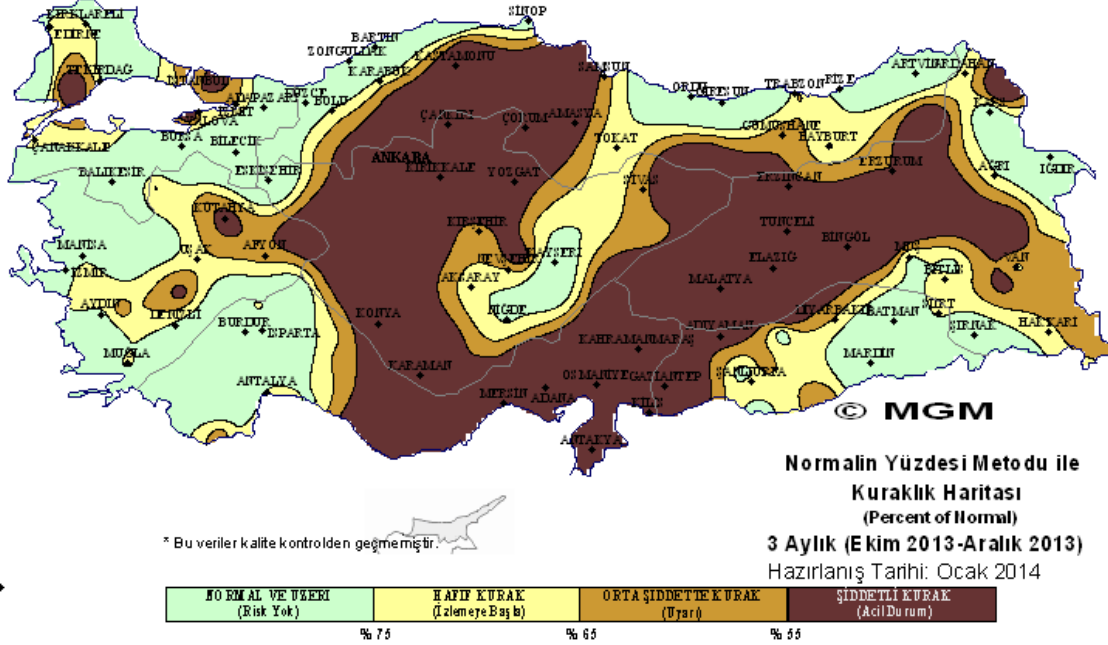 SİNOP
KIRKLARELİ
EDİRNE
BARTIN
ZONGULDAK
KASTAMONU
KARABÜK
TEKİRDAĞ
İSTANBUL
SAMSUN
ARTVİN
ARDAHAN
RİZE
TRABZON
ORDU
GİRESUN
ADAPAZARI
DÜZCE
BOLU
YALOVA
KARS
ÇANKIRI
ÇORUM
AMASYA
GÜMÜŞHANE
BAYBURT
TOKAT
ÇANAKKALE
BURSA
BİLECİK
ANKARA
ERZURUM
AĞRI
IĞDIR
BALIKESİR
ESKİŞEHİR
KIRIKKALE
YOZGAT
SİVAS
ERZİNCAN
KÜTAHYA
KIRŞEHİR
TUNCELİ
BİNGÖL
MANİSA
UŞAK
AFYON
NEVŞEHİR
KAYSERİ
MUŞ
VAN
İZMİR
ELAZIĞ
BİTLİS
AKSARAY
MALATYA
AYDIN
DENİZLİ
NİĞDE
DİYARBAKIR
BATMAN
SİİRT
BURDUR
ISPARTA
KONYA
ADIYAMAN
ŞIRNAK
HAKKARİ
MUĞLA
KAHRAMANMARAŞ
MARDİN
KARAMAN
ANTALYA
OSMANİYE
GAZİANTEP
ŞANLIURFA
MERSİN
ADANA
KİLİS
ANTAKYA
© MGM
Normalin Yüzdesi Metodu ile
Kuraklık Haritası
(Percent of Normal)
3 Aylık (Ekim 2013-Aralık 2013)
Hazırlanış Tarihi: Ocak 2014
* Bu veriler kalite kontrolden geçmemiştir.
NORMAL VE ÜZERİ
(Risk Yok)
HAFİF KURAK
(İzlemeye Başla)
ORTA ŞİDDETTE KURAK
(Uyarı)
ŞİDDETLİ KURAK
(Acil Durum)
% 75
% 65
% 55